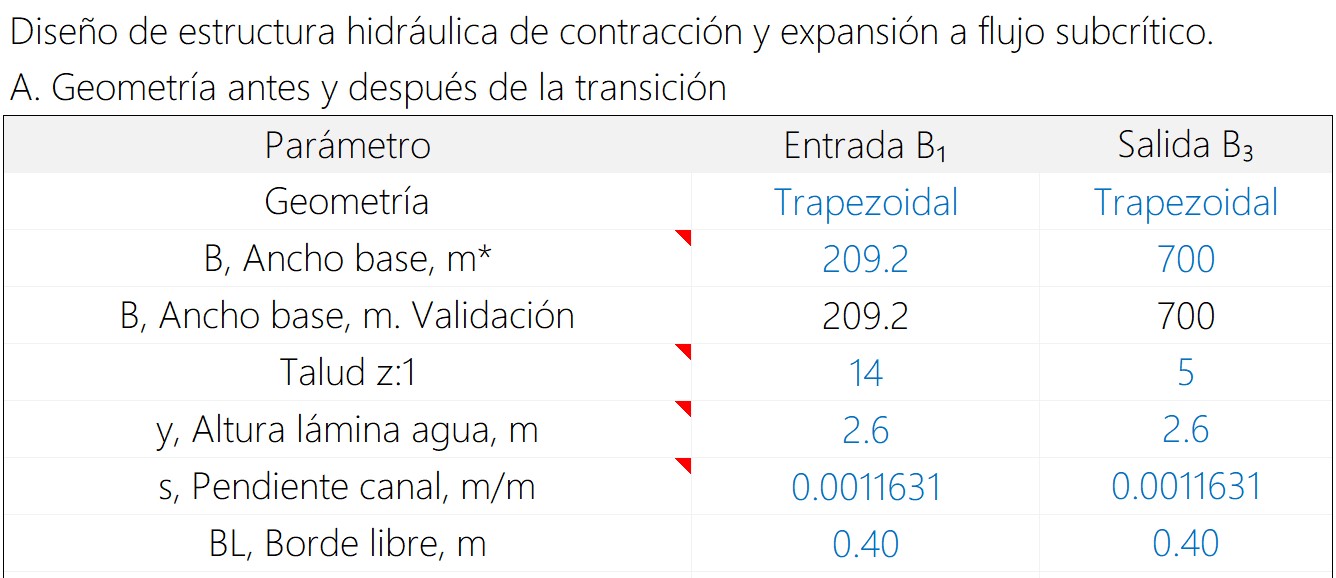 Diseño de estructura hidráulica de contracción y expansión a flujo subcrítico.
A. Geometría antes y después de la transición
Parámetro Entrada B₁ Salida B₃
Geometría Trapezoidal Trapezoidal
B, Ancho base, m* 209.2 700
B, Ancho base, m. Validación 209.2 700
Talud z:1 14 5
y, Altura lámina agua, m 2.6 2.6
s, Pendiente canal, m/m 0.0011631 0.0011631
BL, Borde libre, m 0.40 0.40